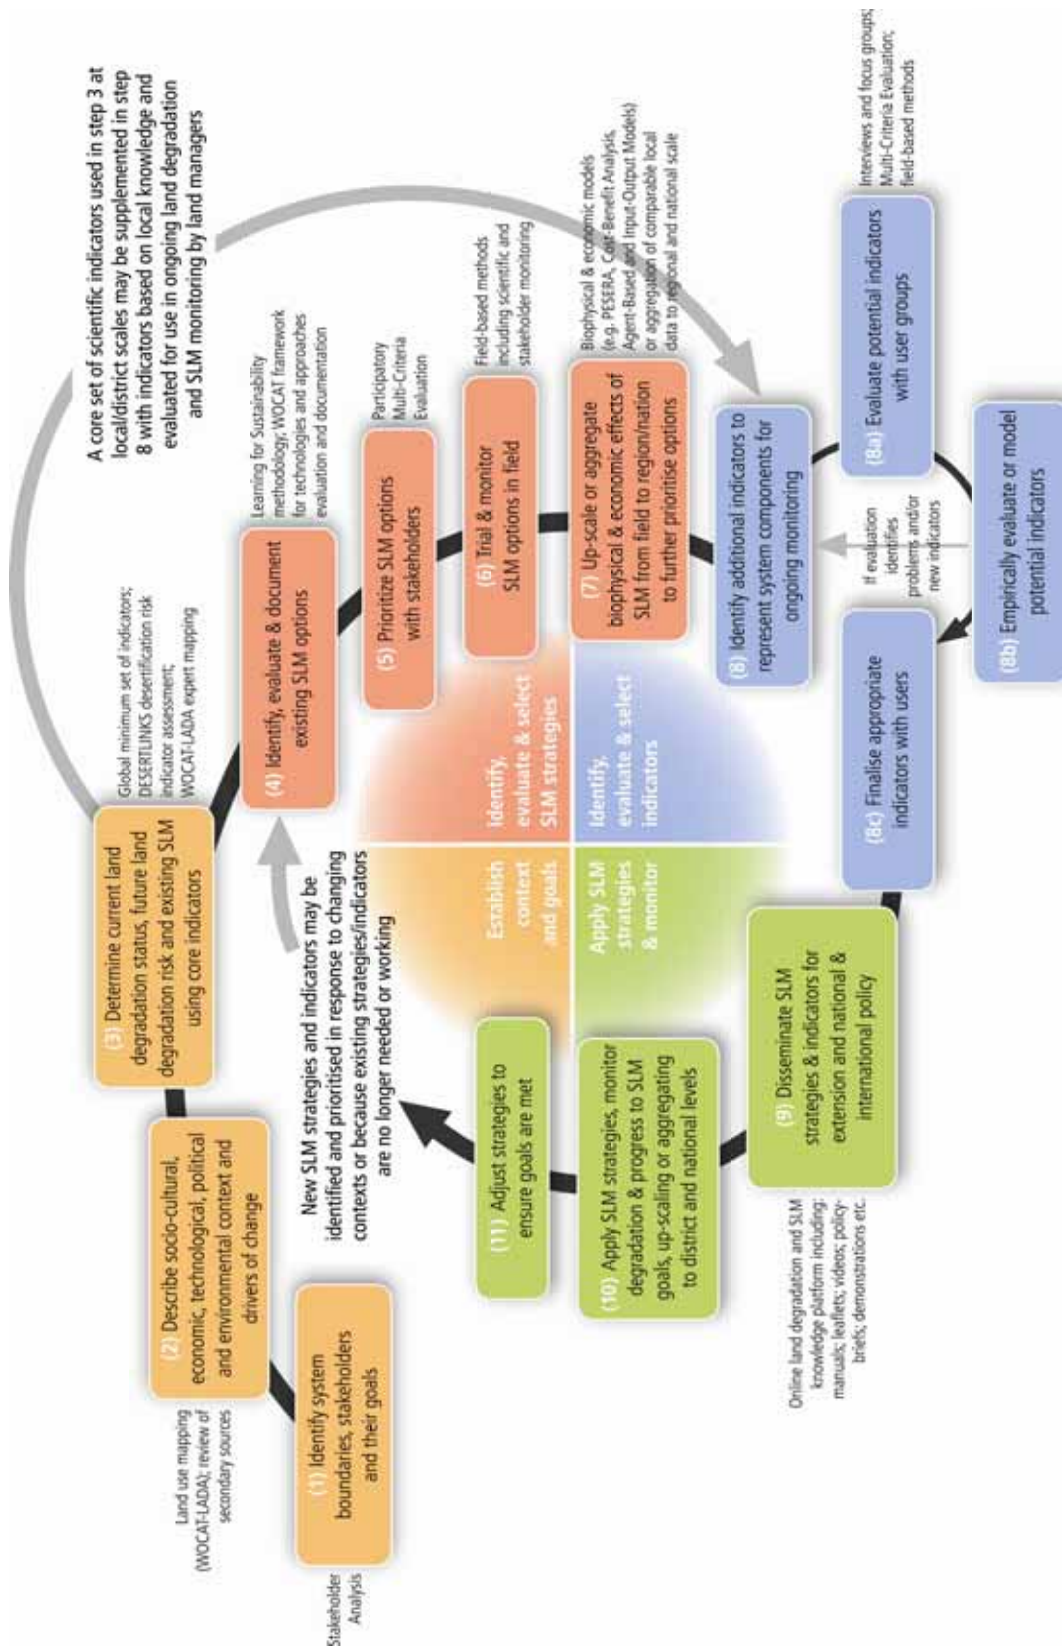 Stakeholder
Analysis
(1) Identify system
boundaries, stakeholders
and their goals
Land use mapping
(WOCAT-LADA); review of
secondary sources
(2) Describe socio-cultural,
economic, technological, political
and environmental context and
drivers of change
(3) Determine current land
degradation status, future land
degradation risk and existing SLM
using core indicators
Global minimum set of indicators;
DESERTLINKS desertification risk
indicator assessment;
WOCAT-LADA expert mapping
A core set of scientific indicators used in step 3 at
local/district scales may be supplemented in step
8 with indicators based on local knowledge and
evaluated for use in ongoing land degradation
and SLM monitoring by land managers
(4) Identify, evaluate & document
existing SLM options
Learning for Sustainability
methodology; WOCAT framework
for technologies and approaches
evaluation and documentation
(5) Prioritize SLM options
with stakeholders
Participatory
Multi-Criteria
Evaluation
(6) Trial & monitor
SLM options in field
Field-based methods
including scientific and
stakeholder monitoring
(7) Up-scale or aggregate
biophysical & economic effects of
SLM from field to region/nation
to further prioritise options
Biophysical & economic models
(e.g. PESERA, Cost-Benefit Analysis,
Agent-Based and Input-Output Models)
or aggregation of comparable local
data to regional and national scale
(8) Identify additional indicators to
represent system components for
ongoing monitoring
(8a) Evaluate potential indicators
with user groups
Interviews and focus groups;
Multi-Criteria Evaluation;
field-based methods
(8b) Empirically evaluate or model
potential indicators
If evaluation
identifies
problems and/or
new indicators
(8c) Finalise appropriate
indicators with users
(9) Disseminate SLM
strategies & indicators for
extension and national &
international policy
Online land degradation and SLM
knowledge platform including:
manuals; leaflets; videos; policy-
briefs; demonstrations etc.
(10) Apply SLM strategies, monitor
degradation & progress to SLM
goals, up-scaling or aggregating
to district and national levels
(11) Adjust strategies to
ensure goals are met
New SLM strategies and indicators may be
identified and prioritised in response to changing
contexts or because existing strategies/indicators
are no longer needed or working
Establish
context
and goals
Identify,
evaluate & select
SLM strategies
Apply SLM
strategies
& monitor
Identify,
evaluate & select
indicators